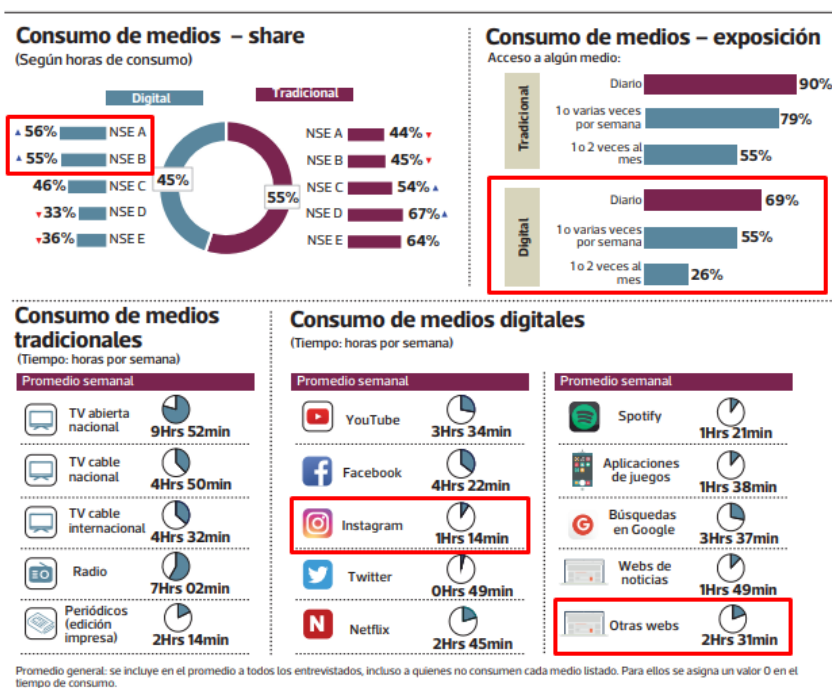 Consumo de medios – share
(Según horas de consumo)
Digital
Tradicional
56% NSE A
55% NSE B
46% NSE C
33% NSE D
36% NSE E
45%
55%
NSE A 44%
NSE B 45%
NSE C 54%
NSE D 67%
NSE E 64%
Consumo de medios – exposición
Acceso a algún medio:
Tradicional
Diario 90%
1 o varias veces
por semana 79%
1 o 2 veces al
mes 55%
Digital
Diario 69%
1 o varias veces
por semana 55%
1 o 2 veces al
mes 26%
Consumo de medios
tradicionales
(Tiempo: horas por semana)
Promedio semanal
TV abierta
nacional
9Hrs 52min
TV cable
nacional
4Hrs 50min
TV cable
internacional
4Hrs 32min
Radio
7Hrs 02min
Periódicos
(edición
impresa)
2Hrs 14min
Consumo de medios digitales
(Tiempo: horas por semana)
Promedio semanal
YouTube
3Hrs 34min
Facebook
4Hrs 22min
Instagram
1Hrs 14min
Twitter
0Hrs 49min
N
Netflix
2Hrs 45min
Promedio semanal
Spotify
1Hrs 21min
Aplicaciones
de juegos
1Hrs 38min
G
Búsquedas
en Google
3Hrs 37min
Webs de
noticias
1Hrs 49min
Otras webs
2Hrs 31min
Promedio general: se incluye en el promedio a todos los entrevistados, incluso a quienes no consumen cada medio listado. Para ellos se asigna un valor 0 en el
tiempo de consumo.